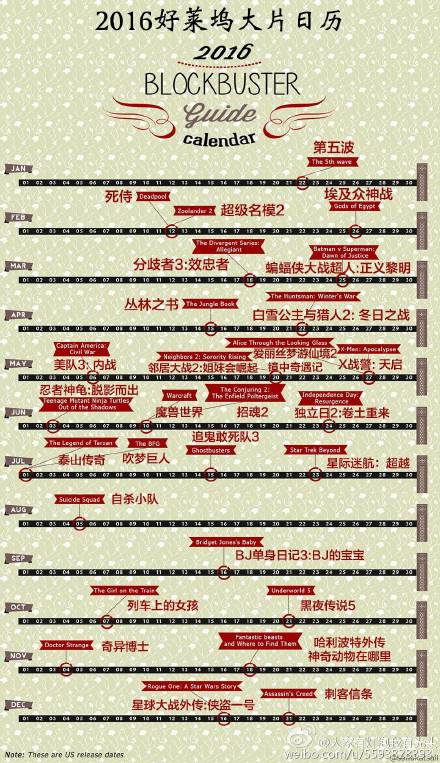 2016好莱坞大片日历
2016
BLOCKBUSTER
Guide
calendar
第五波
JAN
The 5th wave
01 02 03 04 05 06 07 08 09 10 11 12 13 14 15 16 17 18 19 20 21 22 23 24 25 26 27 28 29 30
死侍
Deadpool
埃及众神战
Zoolander 2
超级名模2
Gods of Egypt
FEB
01 02 03 04 05 06 07 08 09 10 11 12 13 14 15 16 17 18 19 20 21 22 23 24 25 26 27 28 29 30
The Divergent Series:
Allegiant
Batman v Superman:
Dawn of Justice
分歧者3:效忠者
蝙蝠侠大战超人:正义黎明
MAR
01 02 03 04 05 06 07 08 09 10 11 12 13 14 15 16 17 18 19 20 21 22 23 24 25 26 27 28 29 30
丛林之书
The Jungle Book
The Huntsman: Winter's War
白雪公主与猎人2: 冬日之战
APR
01 02 03 04 05 06 07 08 09 10 11 12 13 14 15 16 17 18 19 20 21 22 23 24 25 26 27 28 29 30
Captain America:
Civil War
Alice Through the Looking Glass
Neighbors 2: Sorority Rising
爱丽丝梦游仙境2
X-Men: Apocalypse
美队3: 内战
邻居大战2:姐妹会崛起
镜中奇遇记
X战警: 天启
MAY
01 02 03 04 05 06 07 08 09 10 11 12 13 14 15 16 17 18 19 20 21 22 23 24 25 26 27 28 29 30
忍者神龟:脱影而出
Teenage Mutant Ninja Turtles
Out of the Shadows
Warcraft
The Conjuring 2:
The Enfield Poltergeist
Independence Day:
Resurgence
魔兽世界
招魂2
独立日2:卷土重来
JUN
01 02 03 04 05 06 07 08 09 10 11 12 13 14 15 16 17 18 19 20 21 22 23 24 25 26 27 28 29 30
追鬼敢死队3
The Legend of Tarzan
The BFG
Ghostbusters
Star Trek Beyond
泰山传奇
吹梦巨人
星际迷航：超越
JUL
01 02 03 04 05 06 07 08 09 10 11 12 13 14 15 16 17 18 19 20 21 22 23 24 25 26 27 28 29 30
Suicide Squad
自杀小队
AUG
01 02 03 04 05 06 07 08 09 10 11 12 13 14 15 16 17 18 19 20 21 22 23 24 25 26 27 28 29 30
Bridget Jones's Baby
BJ单身日记3:BJ的宝宝
SEP
01 02 03 04 05 06 07 08 09 10 11 12 13 14 15 16 17 18 19 20 21 22 23 24 25 26 27 28 29 30
The Girl on the Train
Underworld 5
列车上的女孩
黑夜传说5
OCT
01 02 03 04 05 06 07 08 09 10 11 12 13 14 15 16 17 18 19 20 21 22 23 24 25 26 27 28 29 30
Doctor Strange
奇异博士
Fantastic beasts
and Where to Find Them
哈利波特外传
神奇动物在哪里
NOV
01 02 03 04 05 06 07 08 09 10 11 12 13 14 15 16 17 18 19 20 21 22 23 24 25 26 27 28 29 30
Rogue One: A Star Wars Story
星球大战外传:侠盗一号
Assassin's Creed
刺客信条
DEC
01 02 03 04 05 06 07 08 09 10 11 12 13 14 15 16 17 18 19 20 21 22 23 24 25 26 27 28 29 30
Note: These are US release dates